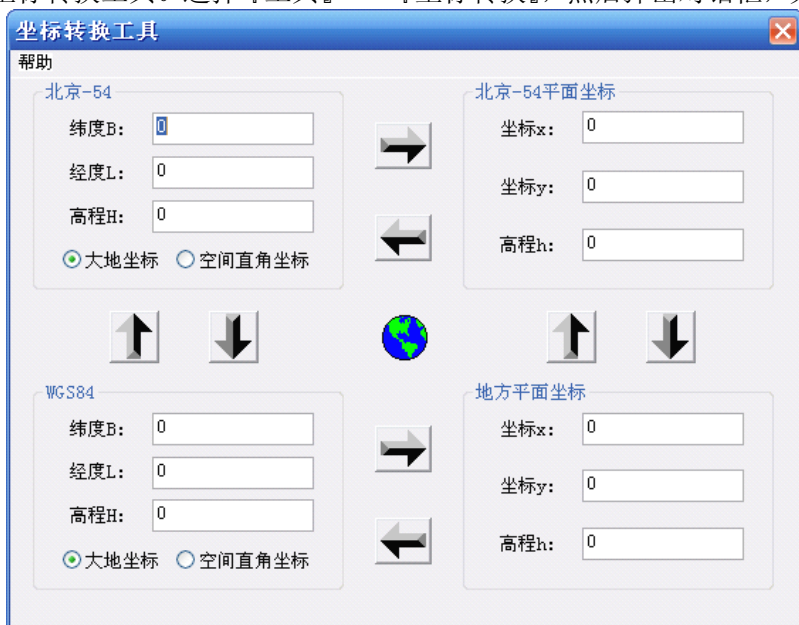 坐标转换工具
帮助
北京-54
纬度B: 0
经度L: 0
高程H: 0
大地坐标 空间直角坐标
北京-54平面坐标
坐标x: 0
坐标y: 0
高程h: 0
WGS84
纬度B: 0
经度L: 0
高程H: 0
大地坐标 空间直角坐标
地方平面坐标
坐标x: 0
坐标y: 0
高程h: 0